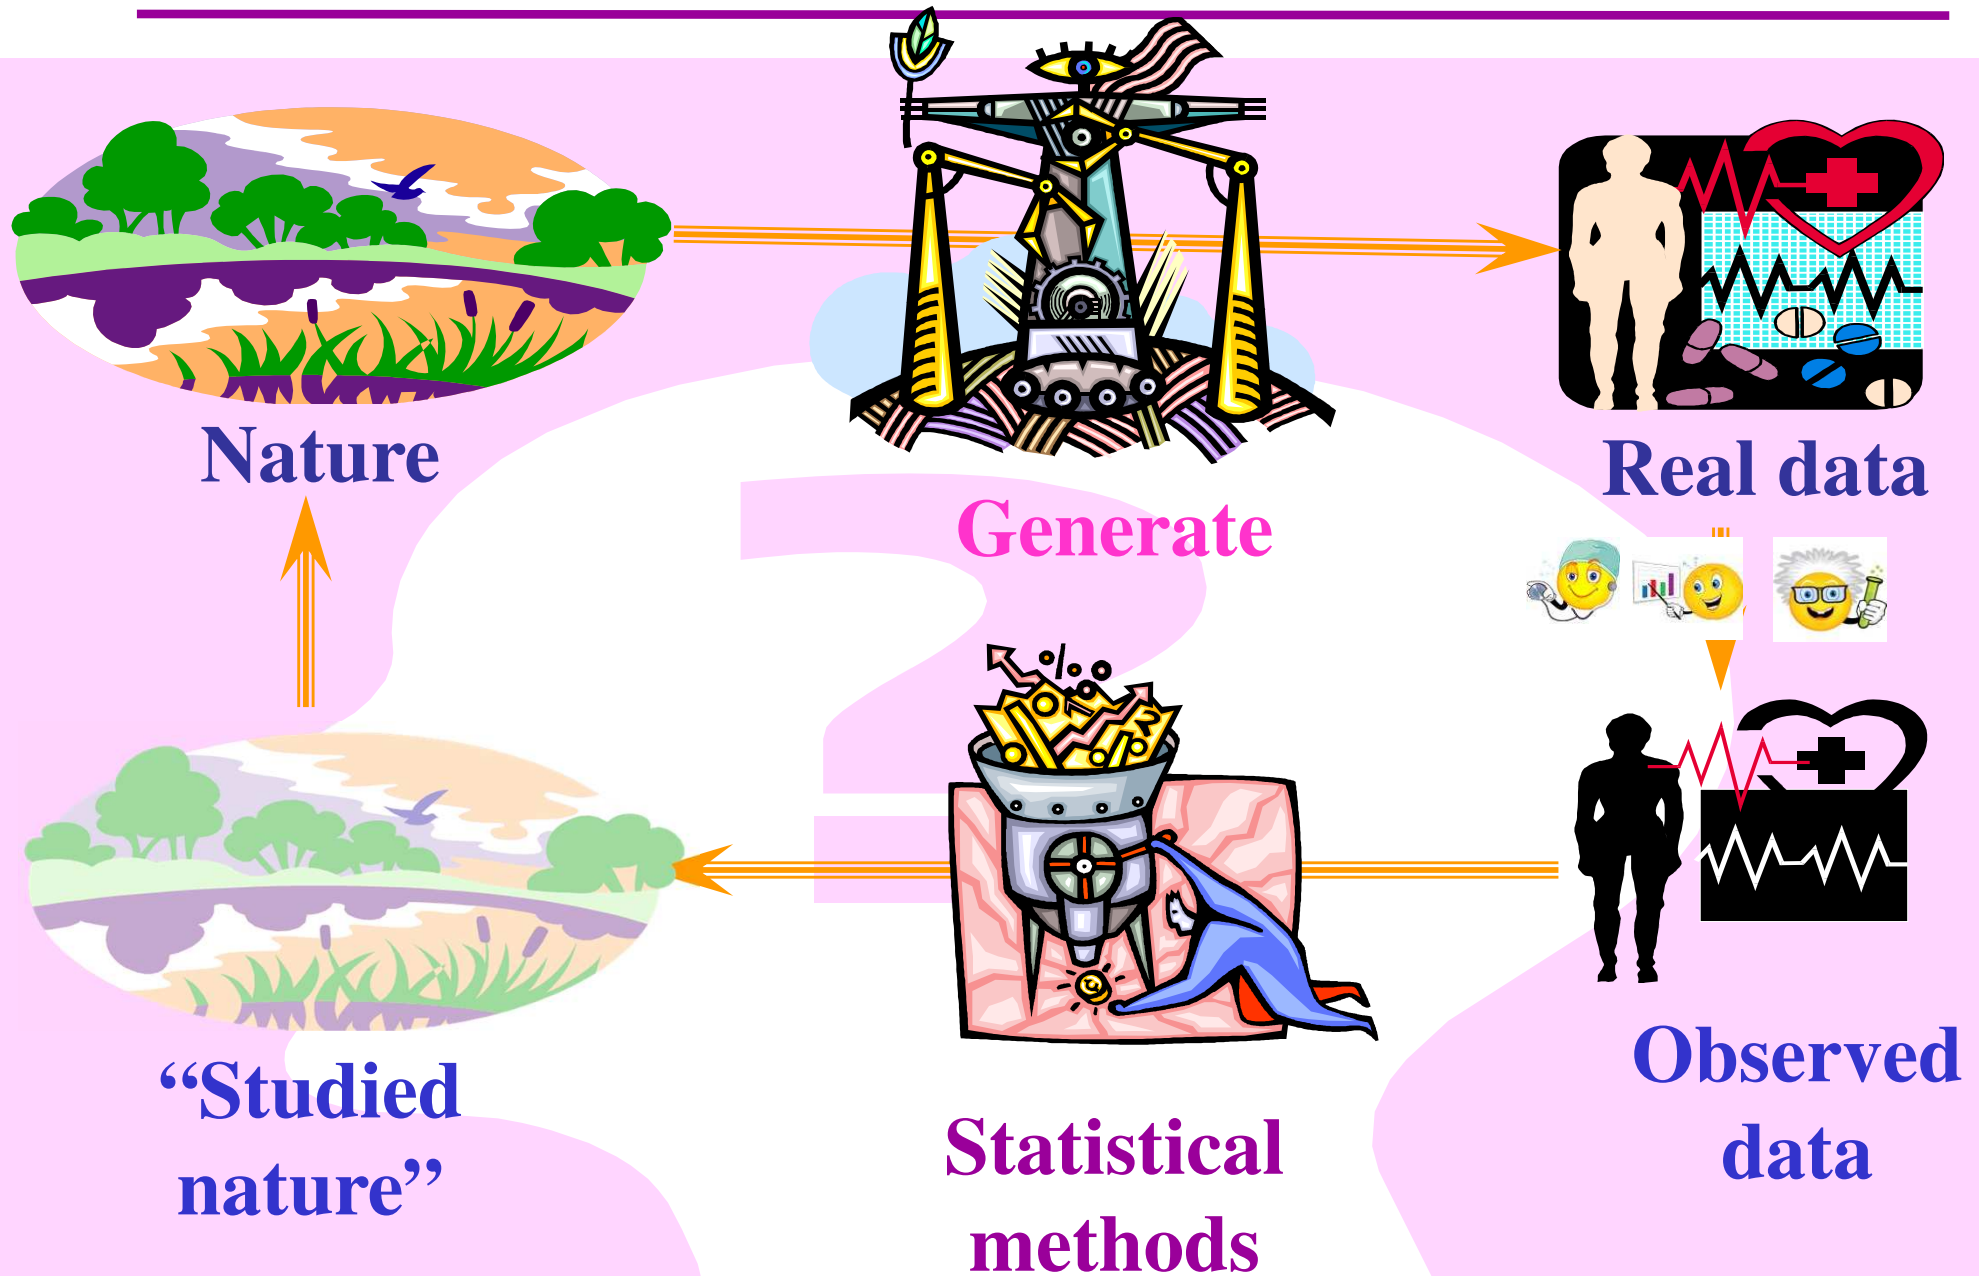 Nature
Generate
Real data
“Studied
nature”
Statistical
methods
Observed
data